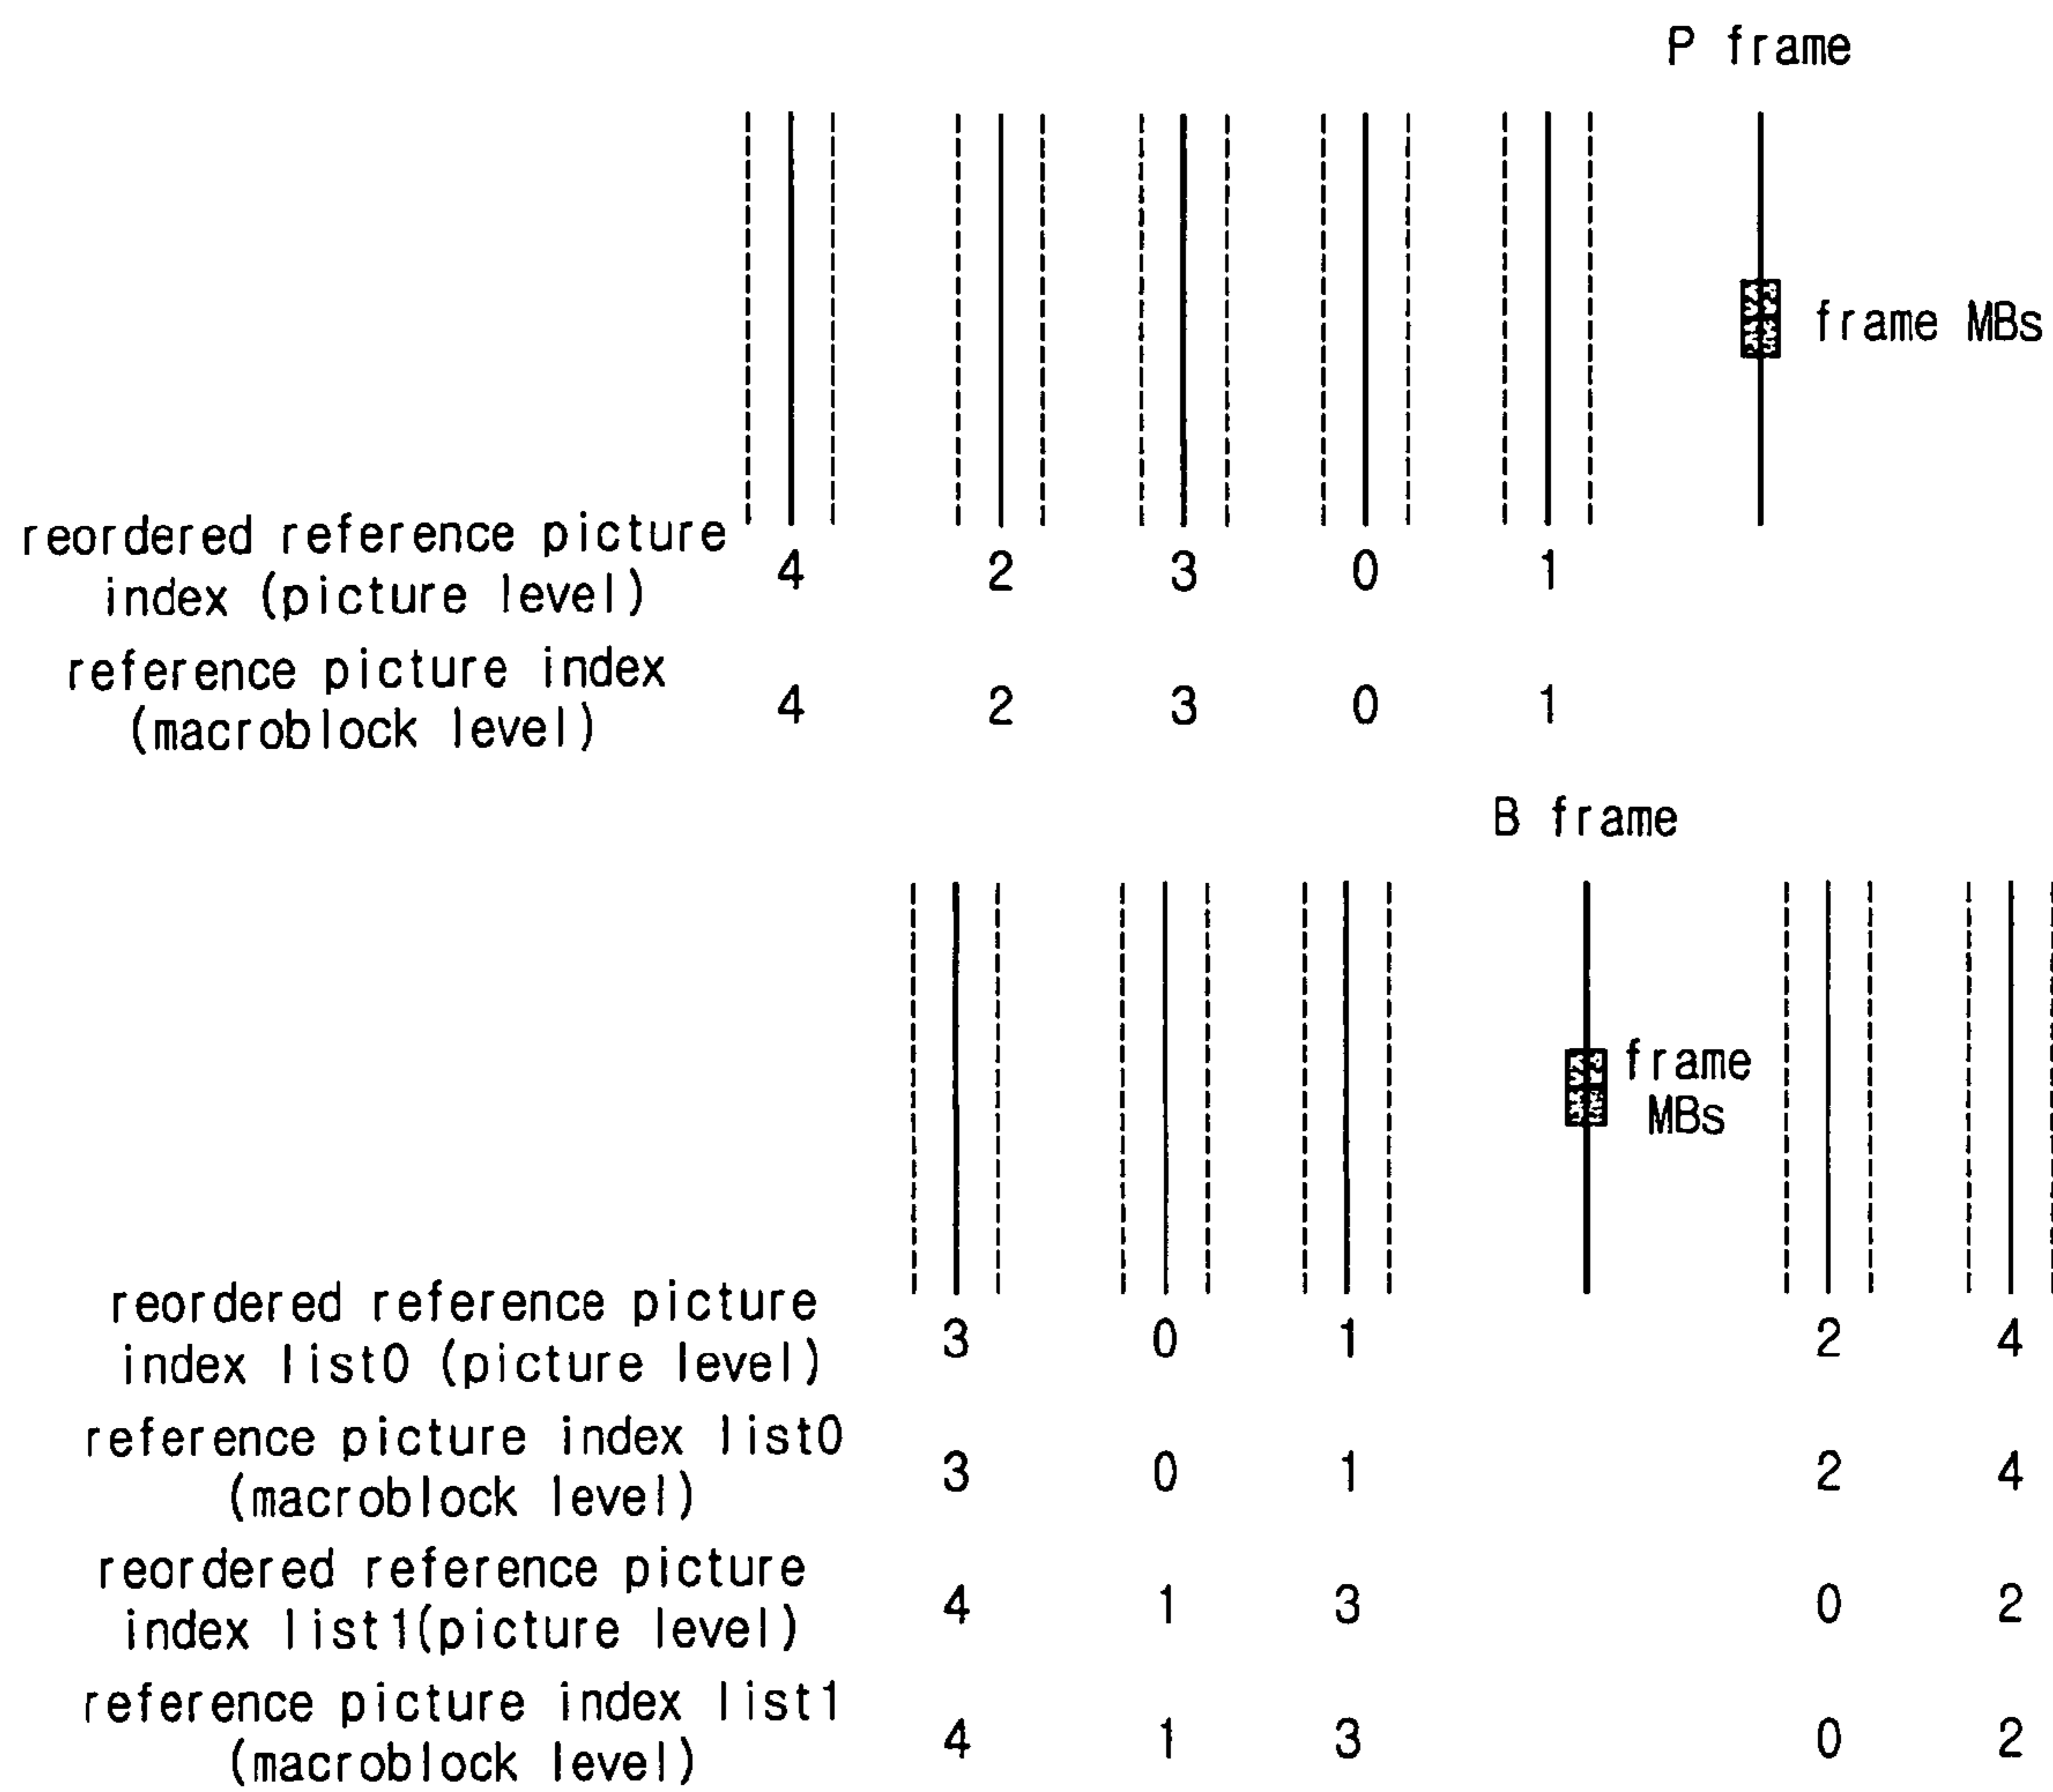 P frame
frame MBs
reordered reference picture
index (picture level)
4 2 3 0 1
reference picture index
(macroblock level)
4 2 3 0 1
B frame
frame
MBs
reordered reference picture
index list0 (picture level)
3 0 1 2 4
reference picture index list0
(macroblock level)
3 0 1 2 4
reordered reference picture
index list1(picture level)
4 1 3 0 2
reference picture index list1
(macroblock level)
4 1 3 0 2